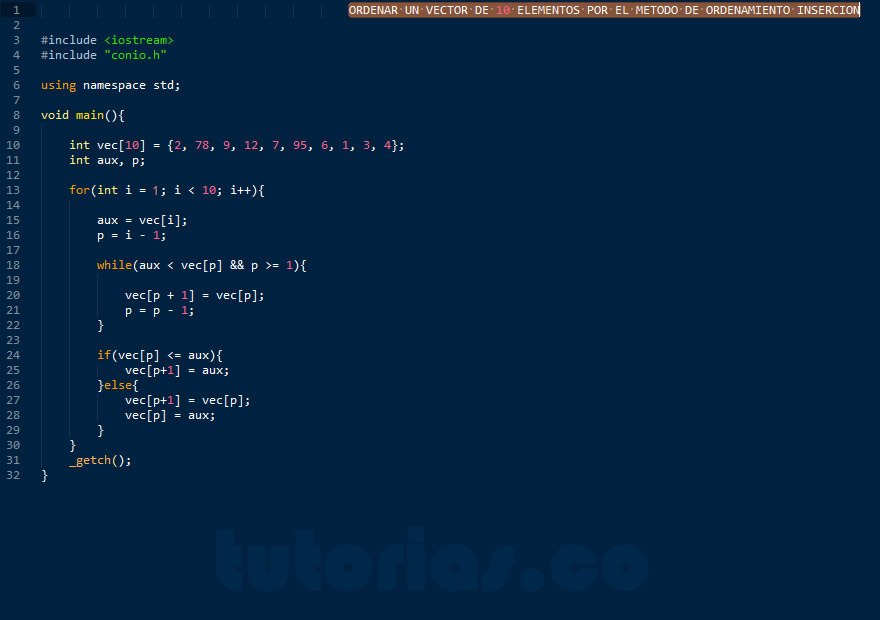 1 ORDENAR UN VECTOR DE 10 ELEMENTOS POR EL METODO DE ORDENAMIENTO INSERCION
2
3 #include <iostream>
4 #include "conio.h"
5
6 using namespace std;
7
8 void main(){
9
10 int vec[10] = {2, 78, 9, 12, 7, 95, 6, 1, 3, 4};
11 int aux, p;
12
13 for(int i = 1; i < 10; i++){
14
15 aux = vec[i];
16 p = i - 1;
17
18 while(aux < vec[p] && p >= 1){
19
20 vec[p + 1] = vec[p];
21 p = p - 1;
22 }
23
24 if(vec[p] <= aux){
25 vec[p+1] = aux;
26 }else{
27 vec[p+1] = vec[p];
28 vec[p] = aux;
29 }
30 }
31 _getch();
32 }
tutorias.co